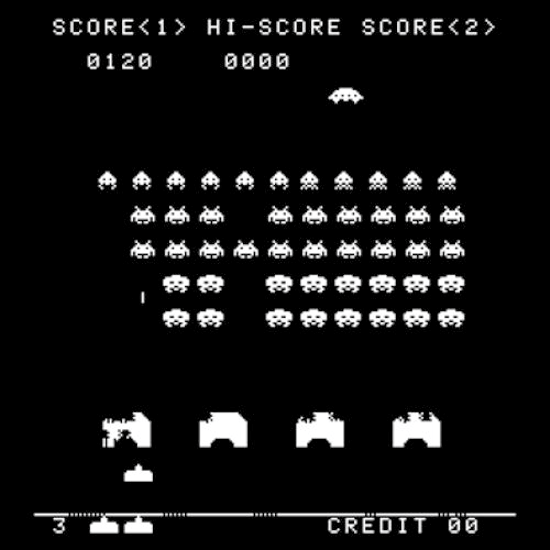 SCORE<1> HI-SCORE SCORE<2>
0120 0000
3 CREDIT 00